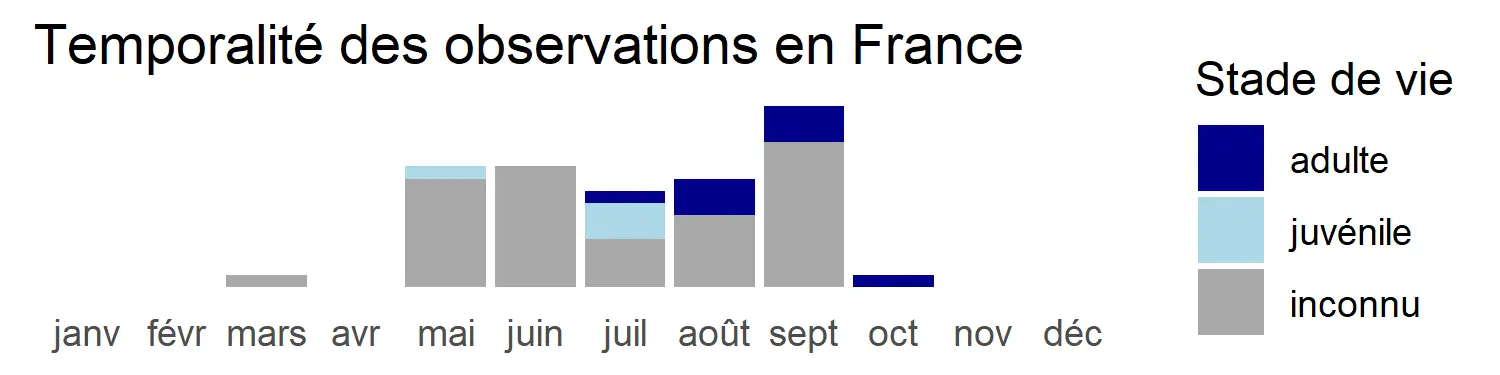 Temporalité des observations en France
Stade de vie
adulte
juvénile
inconnu
janv févr mars avr mai juin juil août sept oct nov déc